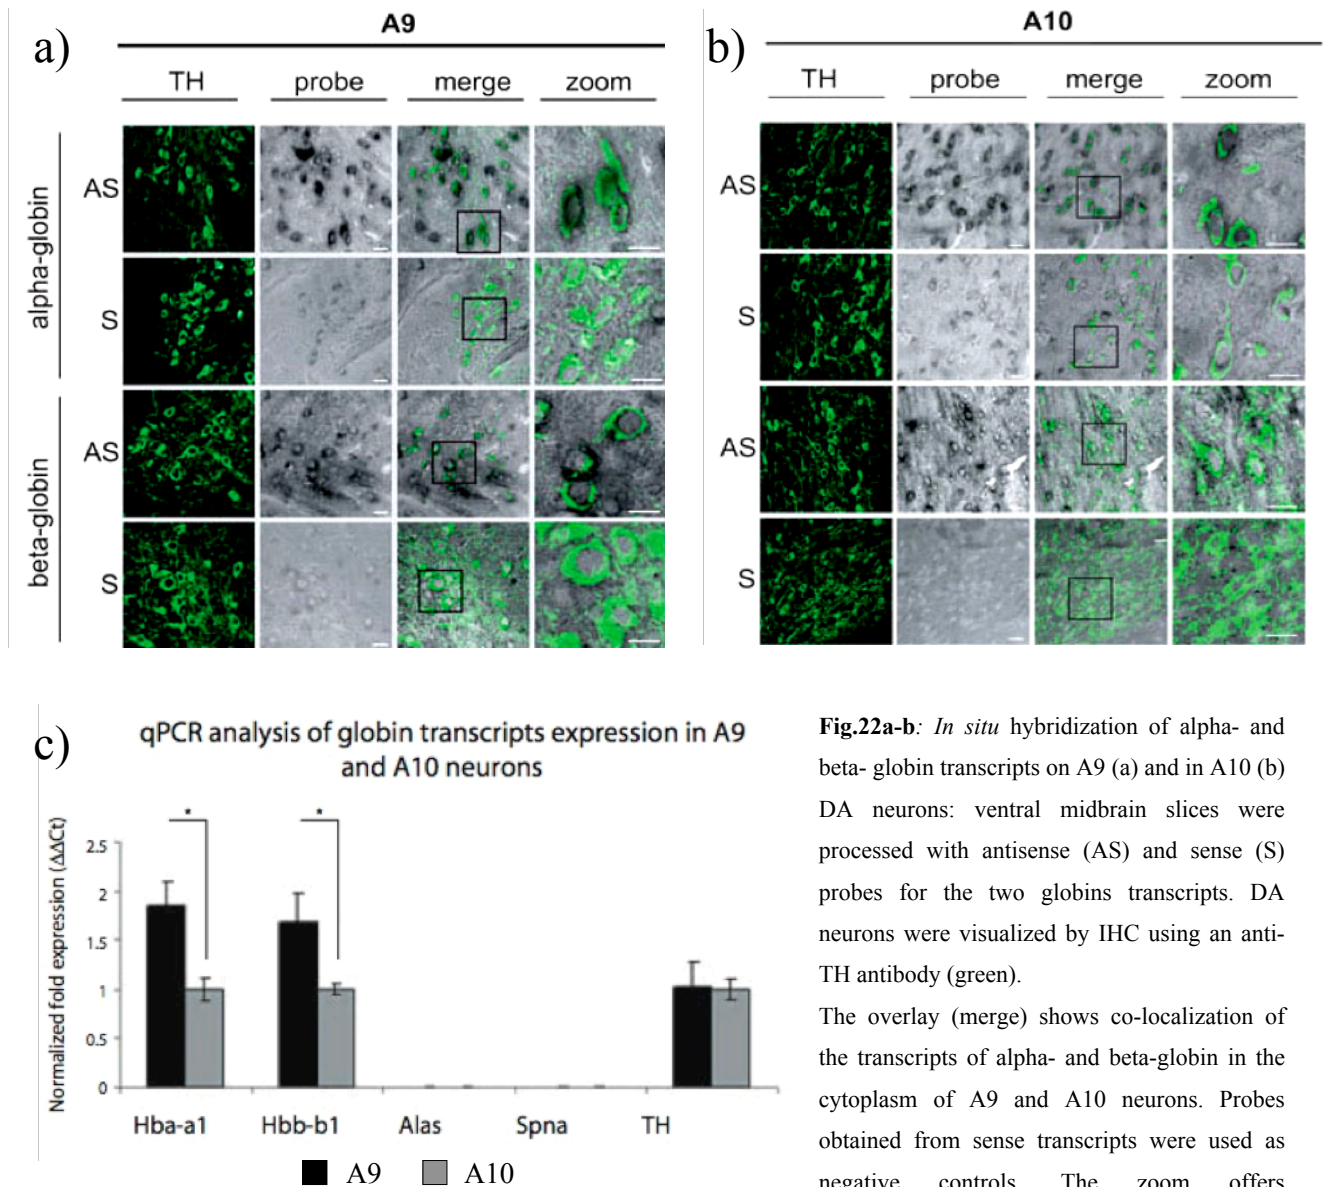 a)
A9
TH probe merge zoom
alpha-globin
AS
S
beta-globin
AS
S
b)
A10
TH probe merge zoom
AS
S
AS
S
c)
qPCR analysis of globin transcripts expression in A9
and A10 neurons
Normalized fold expression (ΔΔCt)
2.5
2
1.5
1
0.5
0
* *
Hba-a1 Hbb-b1 Alas Spna TH
A9 A10
Fig.22a-b: In situ hybridization of alpha- and
beta- globin transcripts on A9 (a) and in A10 (b)
DA neurons: ventral midbrain slices were
processed with antisense (AS) and sense (S)
probes for the two globins transcripts. DA
neurons were visualized by IHC using an anti-
TH antibody (green).
The overlay (merge) shows co-localization of
the transcripts of alpha- and beta-globin in the
cytoplasm of A9 and A10 neurons. Probes
obtained from sense transcripts were used as
negative controls. The zoom offers